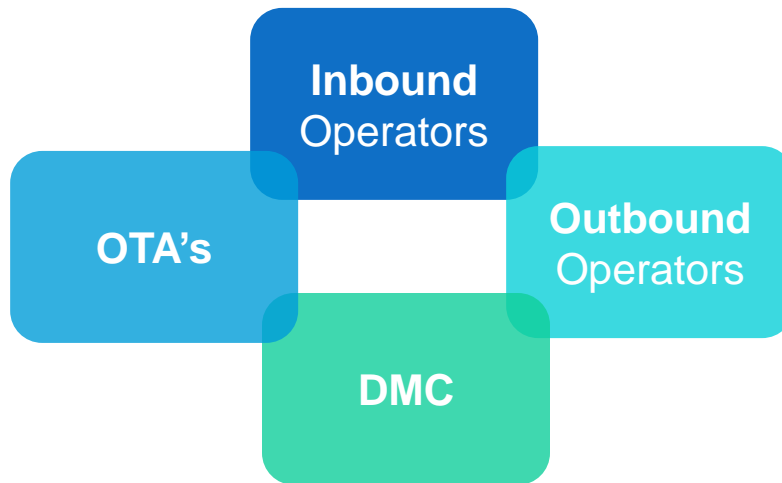 Inbound
Operators
OTA’s
Outbound
Operators
DMC